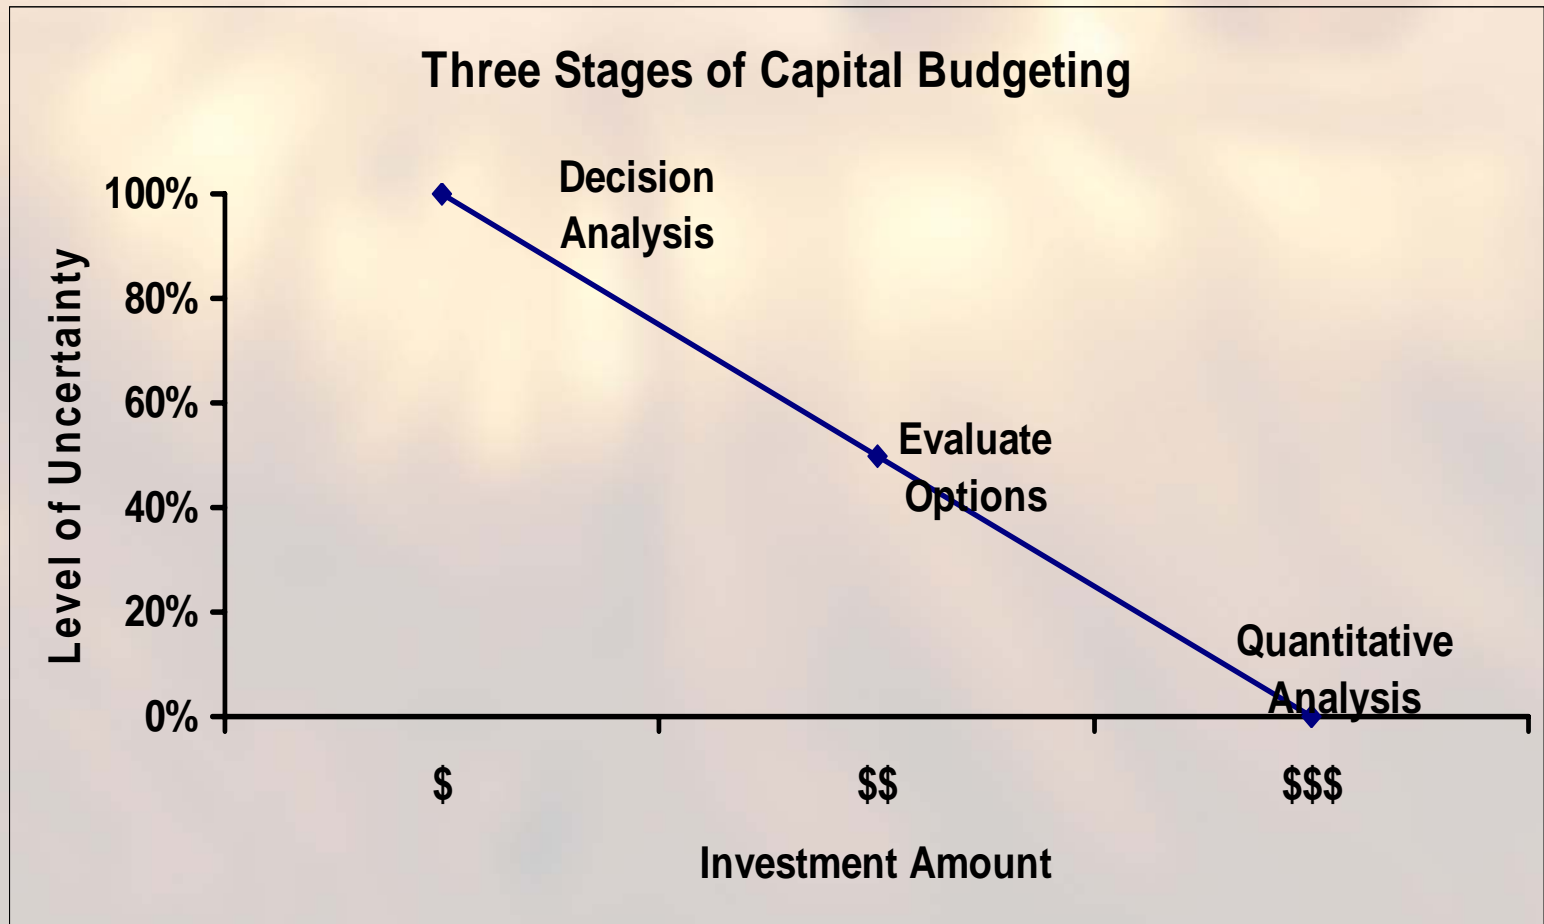 Three Stages of Capital Budgeting
Decision
Analysis
100%
80%
60%
40%
20%
0%
Level of Uncertainty
Evaluate
Options
Quantitative
Analysis
$
$$
$$$
Investment Amount